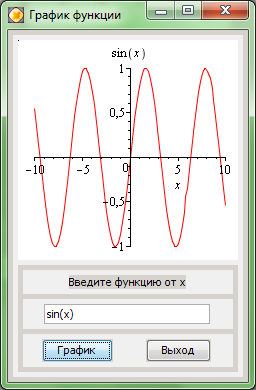 График функции
sin(x)
1
0,5
-10
-5
0
5
10
x
-0,5
-1
Введите функцию от x
sin(x)
График
Выход